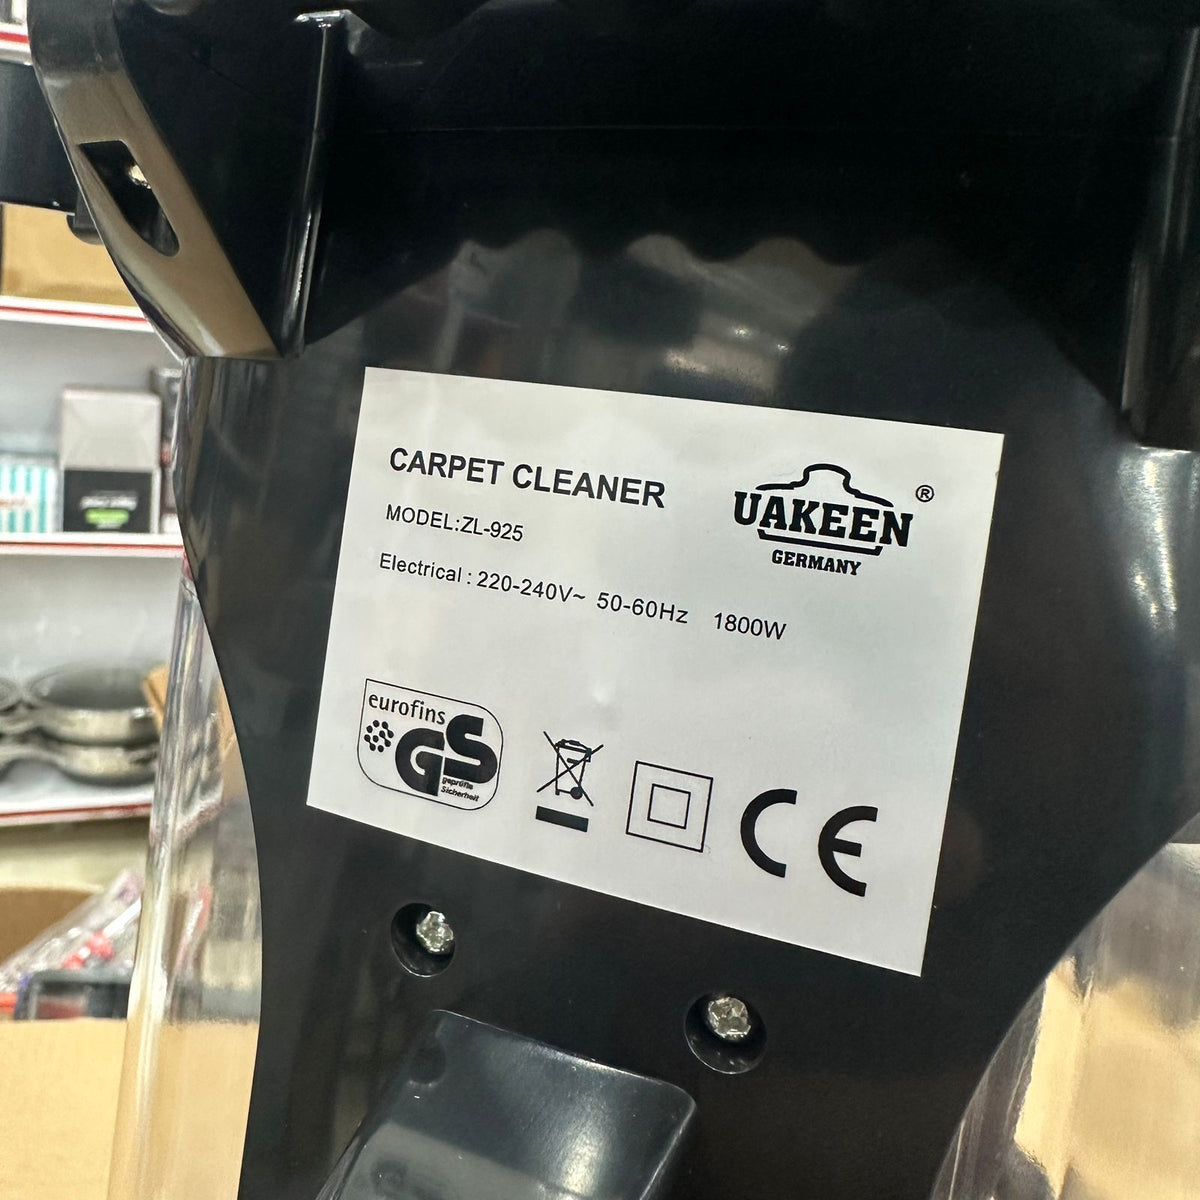 CARPET CLEANER
MODEL:ZL-925
Electrical : 220-240V~ 50-60Hz 1800W
UAKEEN ®
GERMANY
eurofins
GS
geprüfte
Sicherheit
CE